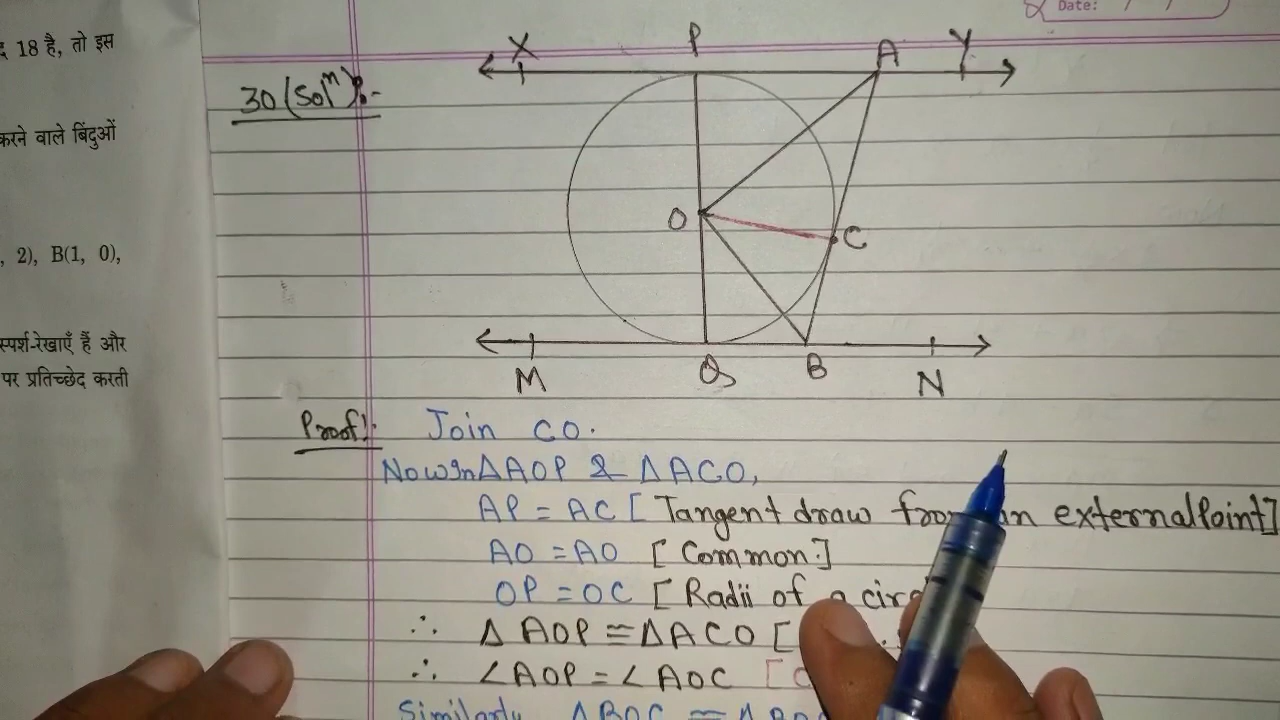 Date: / /
द 18 है, तो इस
करने वाले बिंदुओं
, 2), B(1, 0),
स्पर्श-रेखाएँ हैं और
पर प्रतिच्छेद करती
30 (Solⁿ):-
X P A Y
O C
M Q B N
Proof:- Join CO.
Now In ΔAOP & ΔACO,
AP = AC [Tangent draw from an external Point]
AO = AO [Common]
OP = OC [Radii of a
∴ ΔAOP ≅ ΔACO [
∴ ∠AOP = ∠AOC [
Similarly ΔBOC ≅